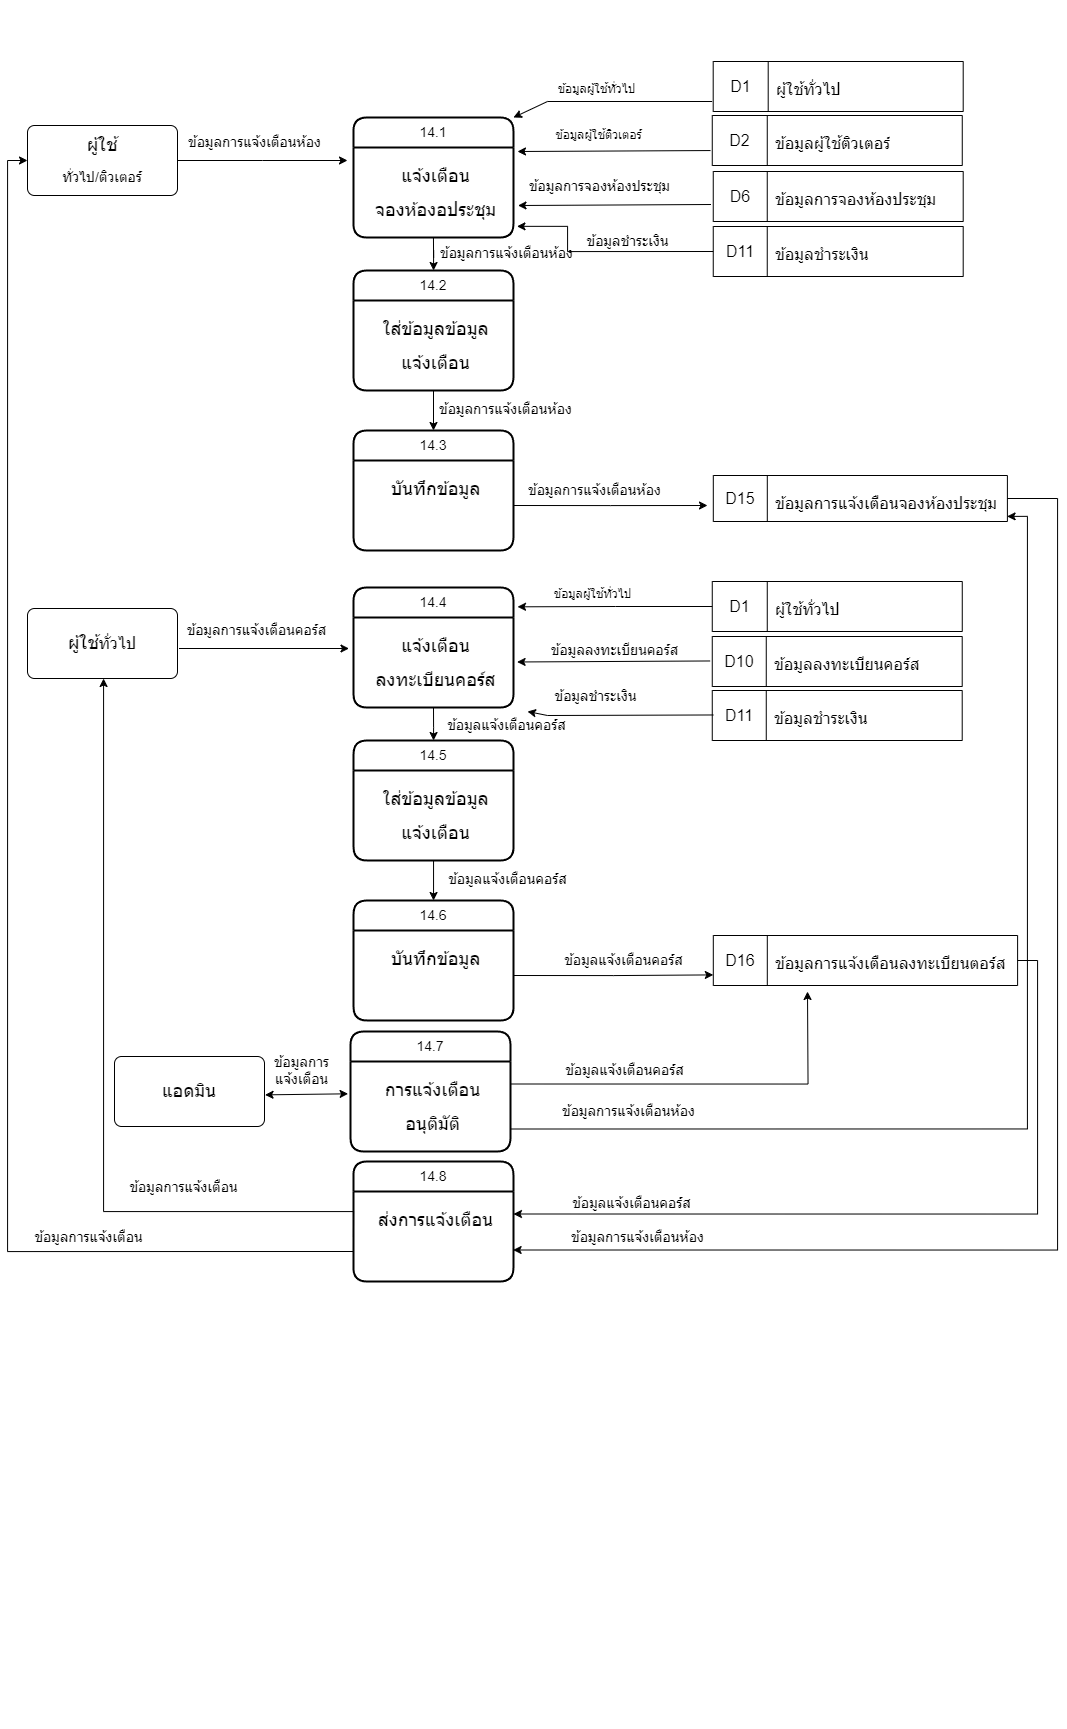 ข้อมูลผู้ใช้ทั่วไป
D1
ผู้ใช้ทั่วไป
ผู้ใช้
ทั่วไป/ติวเตอร์
ข้อมูลการแจ้งเตือนห้อง
14.1
แจ้งเตือน
จองห้องอประชุม
ข้อมูลผู้ใช้ติวเตอร์
D2
ข้อมูลผู้ใช้ติวเตอร์
ข้อมูลการจองห้องประชุม
D6
ข้อมูลการจองห้องประชุม
ข้อมูลชำระเงิน
D11
ข้อมูลชำระเงิน
ข้อมูลการแจ้งเตือนห้อง
14.2
ใส่ข้อมูลข้อมูล
แจ้งเตือน
ข้อมูลการแจ้งเตือนห้อง
14.3
บันทึกข้อมูล
ข้อมูลการแจ้งเตือนห้อง
D15
ข้อมูลการแจ้งเตือนจองห้องประชุม
ผู้ใช้ทั่วไป
ข้อมูลการแจ้งเตือนคอร์ส
14.4
แจ้งเตือน
ลงทะเบียนคอร์ส
ข้อมูลผู้ใช้ทั่วไป
D1
ผู้ใช้ทั่วไป
ข้อมูลลงทะเบียนคอร์ส
D10
ข้อมูลลงทะเบียนคอร์ส
ข้อมูลชำระเงิน
D11
ข้อมูลชำระเงิน
ข้อมูลแจ้งเตือนคอร์ส
14.5
ใส่ข้อมูลข้อมูล
แจ้งเตือน
ข้อมูลแจ้งเตือนคอร์ส
14.6
บันทึกข้อมูล
ข้อมูลแจ้งเตือนคอร์ส
D16
ข้อมูลการแจ้งเตือนลงทะเบียนตอร์ส
แอดมิน
ข้อมูลการ
แจ้งเตือน
14.7
การแจ้งเตือน
อนุติมัติ
ข้อมูลแจ้งเตือนคอร์ส
ข้อมูลการแจ้งเตือนห้อง
14.8
ส่งการแจ้งเตือน
ข้อมูลการแจ้งเตือน
ข้อมูลแจ้งเตือนคอร์ส
ข้อมูลการแจ้งเตือน
ข้อมูลการแจ้งเตือนห้อง